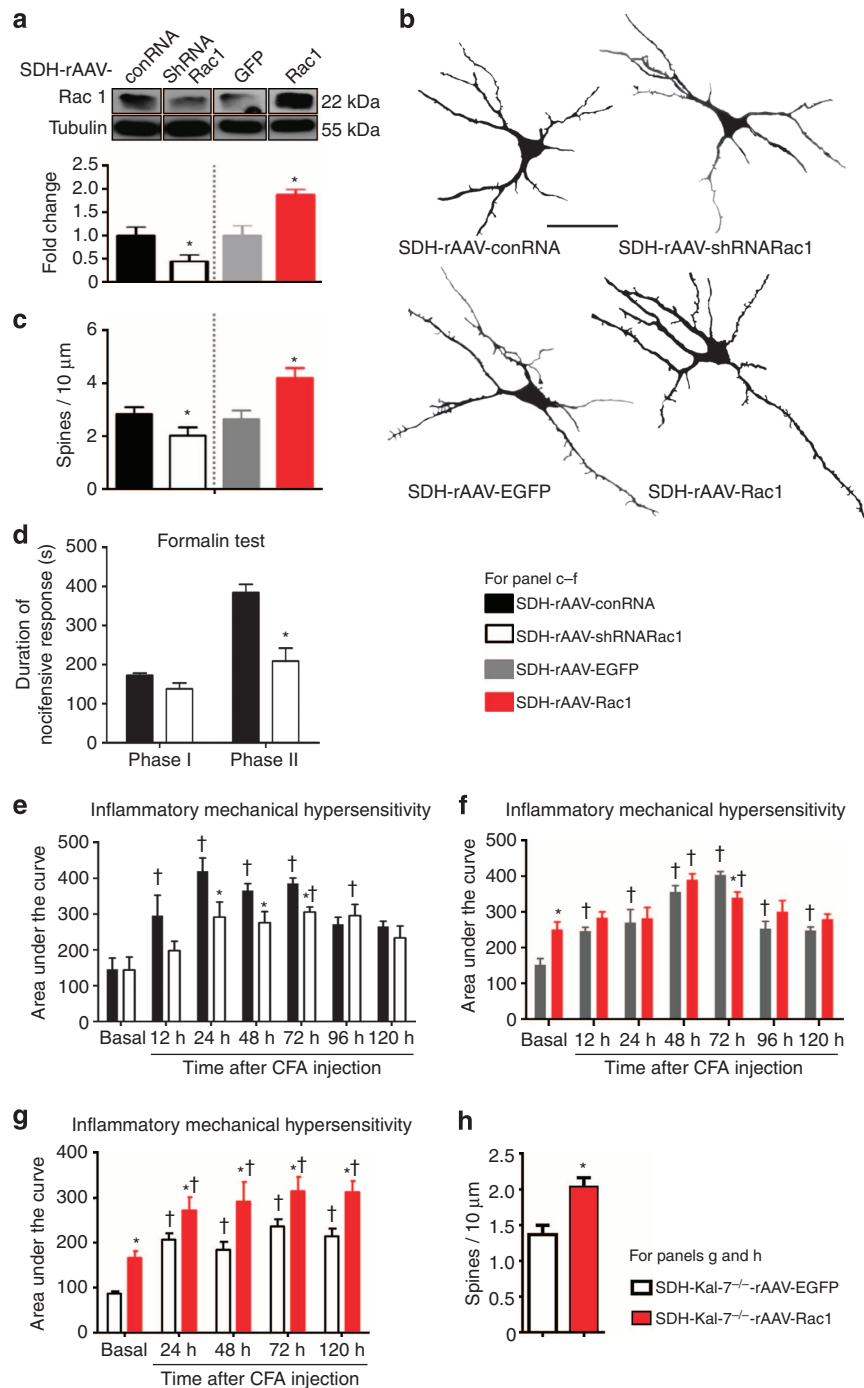 a
SDH-rAAV-
conRNA
ShRNA
Rac1
GFP
Rac1
Rac 1
22 kDa
Tubulin
55 kDa
2.5
2.0
1.5
1.0
0.5
0
Fold change
*
*
b
SDH-rAAV-conRNA
SDH-rAAV-shRNARac1
SDH-rAAV-EGFP
SDH-rAAV-Rac1
c
6
4
2
0
Spines / 10 μm
*
*
d
Formalin test
500
400
300
200
100
0
Duration of
nocifensive response (s)
*
Phase I
Phase II
For panel c–f
SDH-rAAV-conRNA
SDH-rAAV-shRNARac1
SDH-rAAV-EGFP
SDH-rAAV-Rac1
e
Inflammatory mechanical hypersensitivity
500
400
300
200
100
0
Area under the curve
† † * † * † *† †
Basal 12 h 24 h 48 h 72 h 96 h 120 h
Time after CFA injection
f
Inflammatory mechanical hypersensitivity
500
400
300
200
100
0
Area under the curve
* † † † † † *† † †
Basal 12 h 24 h 48 h 72 h 96 h 120 h
Time after CFA injection
g
Inflammatory mechanical hypersensitivity
400
300
200
100
0
Area under the curve
* † *† † *† † *† † *†
Basal 24 h 48 h 72 h 120 h
Time after CFA injection
h
2.5
2.0
1.5
1.0
1.5
0
Spines / 10 μm
*
For panels g and h
SDH-Kal-7⁻/⁻-rAAV-EGFP
SDH-Kal-7⁻/⁻-rAAV-Rac1